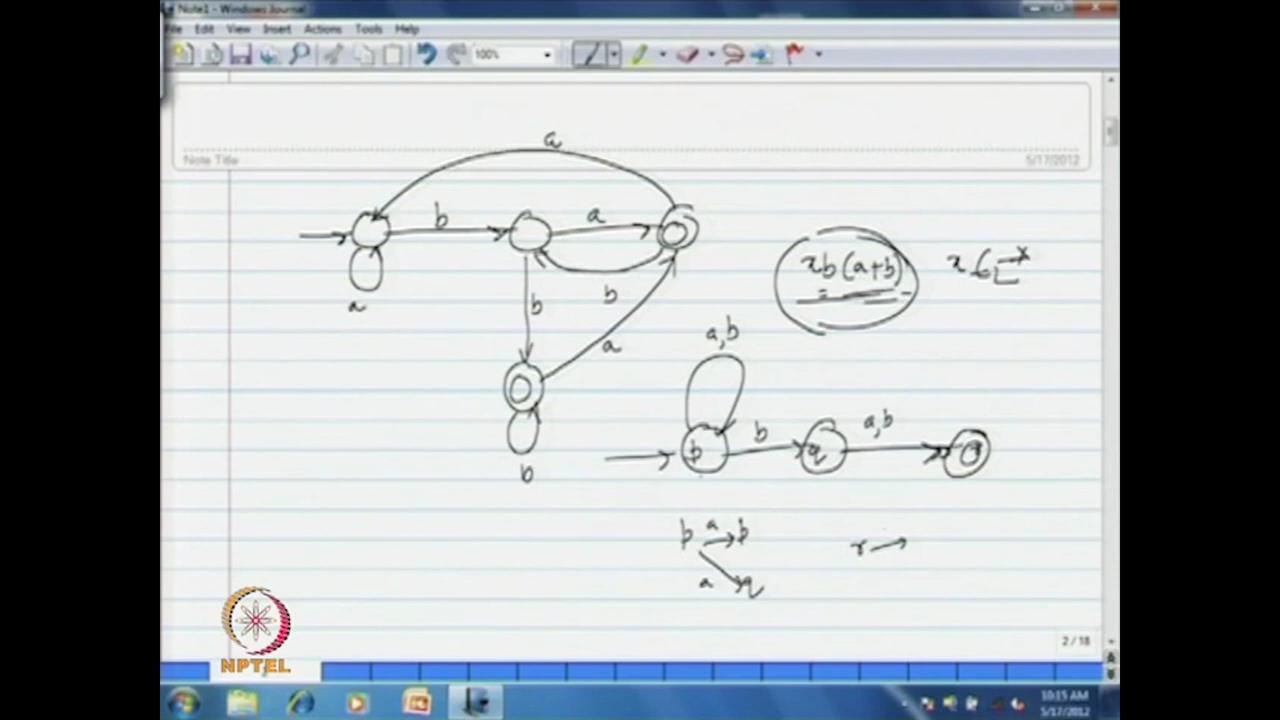 Note1 - Windows Journal
File Edit View Insert Actions Tools Help
100%
Note Title
5/17/2012
a
b
a
a
b
b
a
b
xb(a+b) x ∈ Σ*
a,b
p
b
q
a,b
r
p a → p
a → q
r →
2 / 18
NPTEL
10:15 AM
5/17/2012